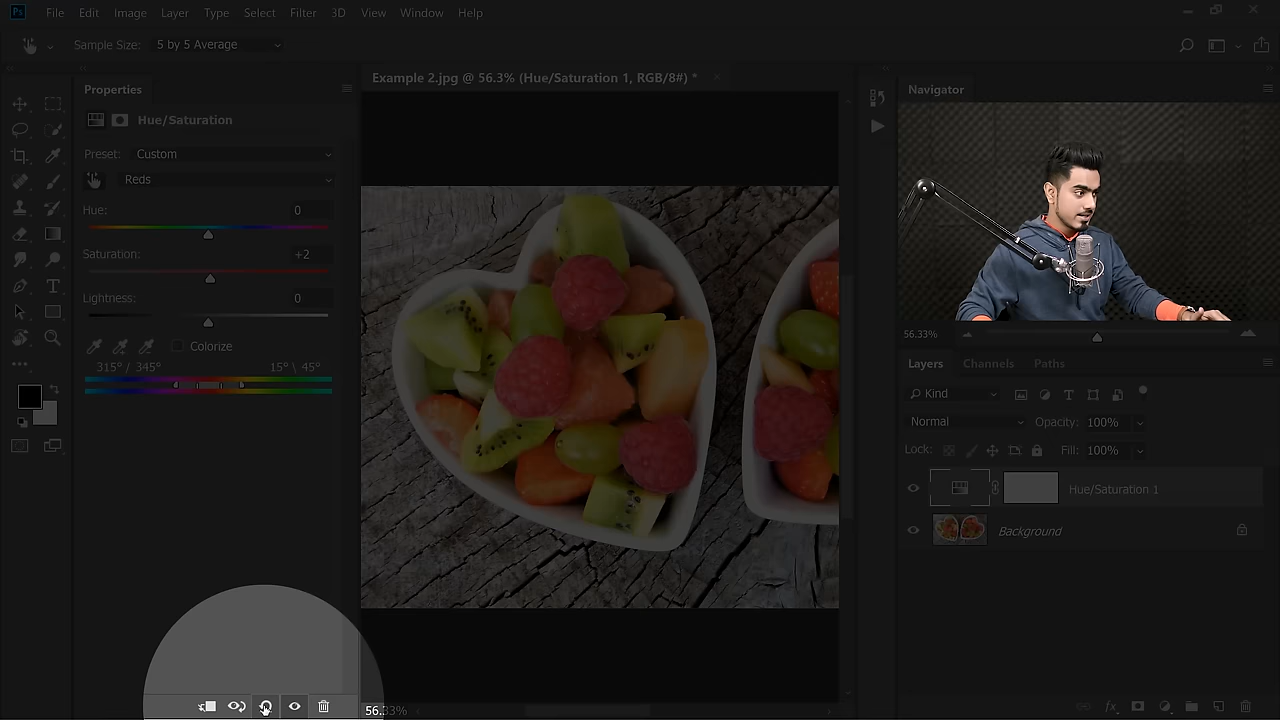 Ps File Edit Image Layer Type Select Filter 3D View Window Help
Sample Size: 5 by 5 Average
Properties
Example 2.jpg @ 56.3% (Hue/Saturation 1, RGB/8#) *
Navigator
Hue/Saturation
Preset: Custom
Reds
Hue: 0
Saturation: +2
Lightness: 0
Colorize
315°/ 345° 15°\ 45°
56.33%
Layers Channels Paths
Kind
Normal Opacity: 100%
Lock: Fill: 100%
Hue/Saturation 1
Background
fx
56.33%